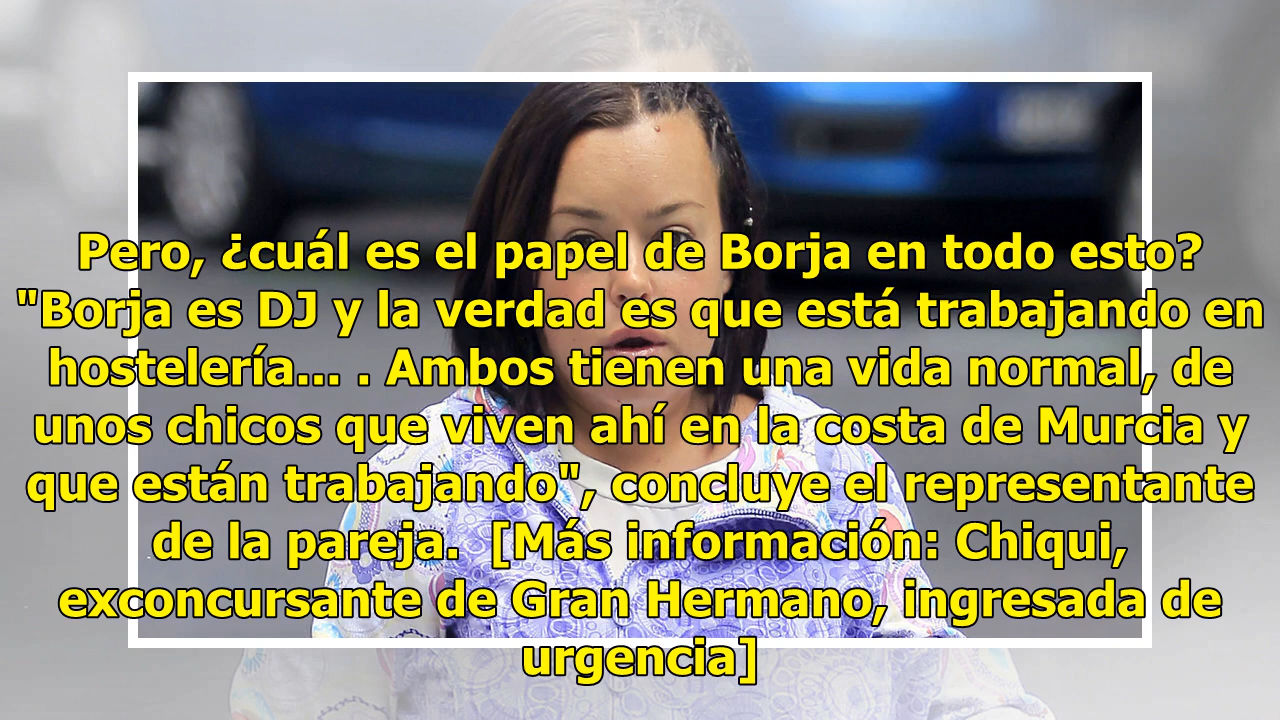 Pero, ¿cuál es el papel de Borja en todo esto?
"Borja es DJ y la verdad es que está trabajando en
hostelería... . Ambos tienen una vida normal, de
unos chicos que viven ahí en la costa de Murcia y
que están trabajando", concluye el representante
de la pareja.  [Más información: Chiqui,
exconcursante de Gran Hermano, ingresada de
urgencia]